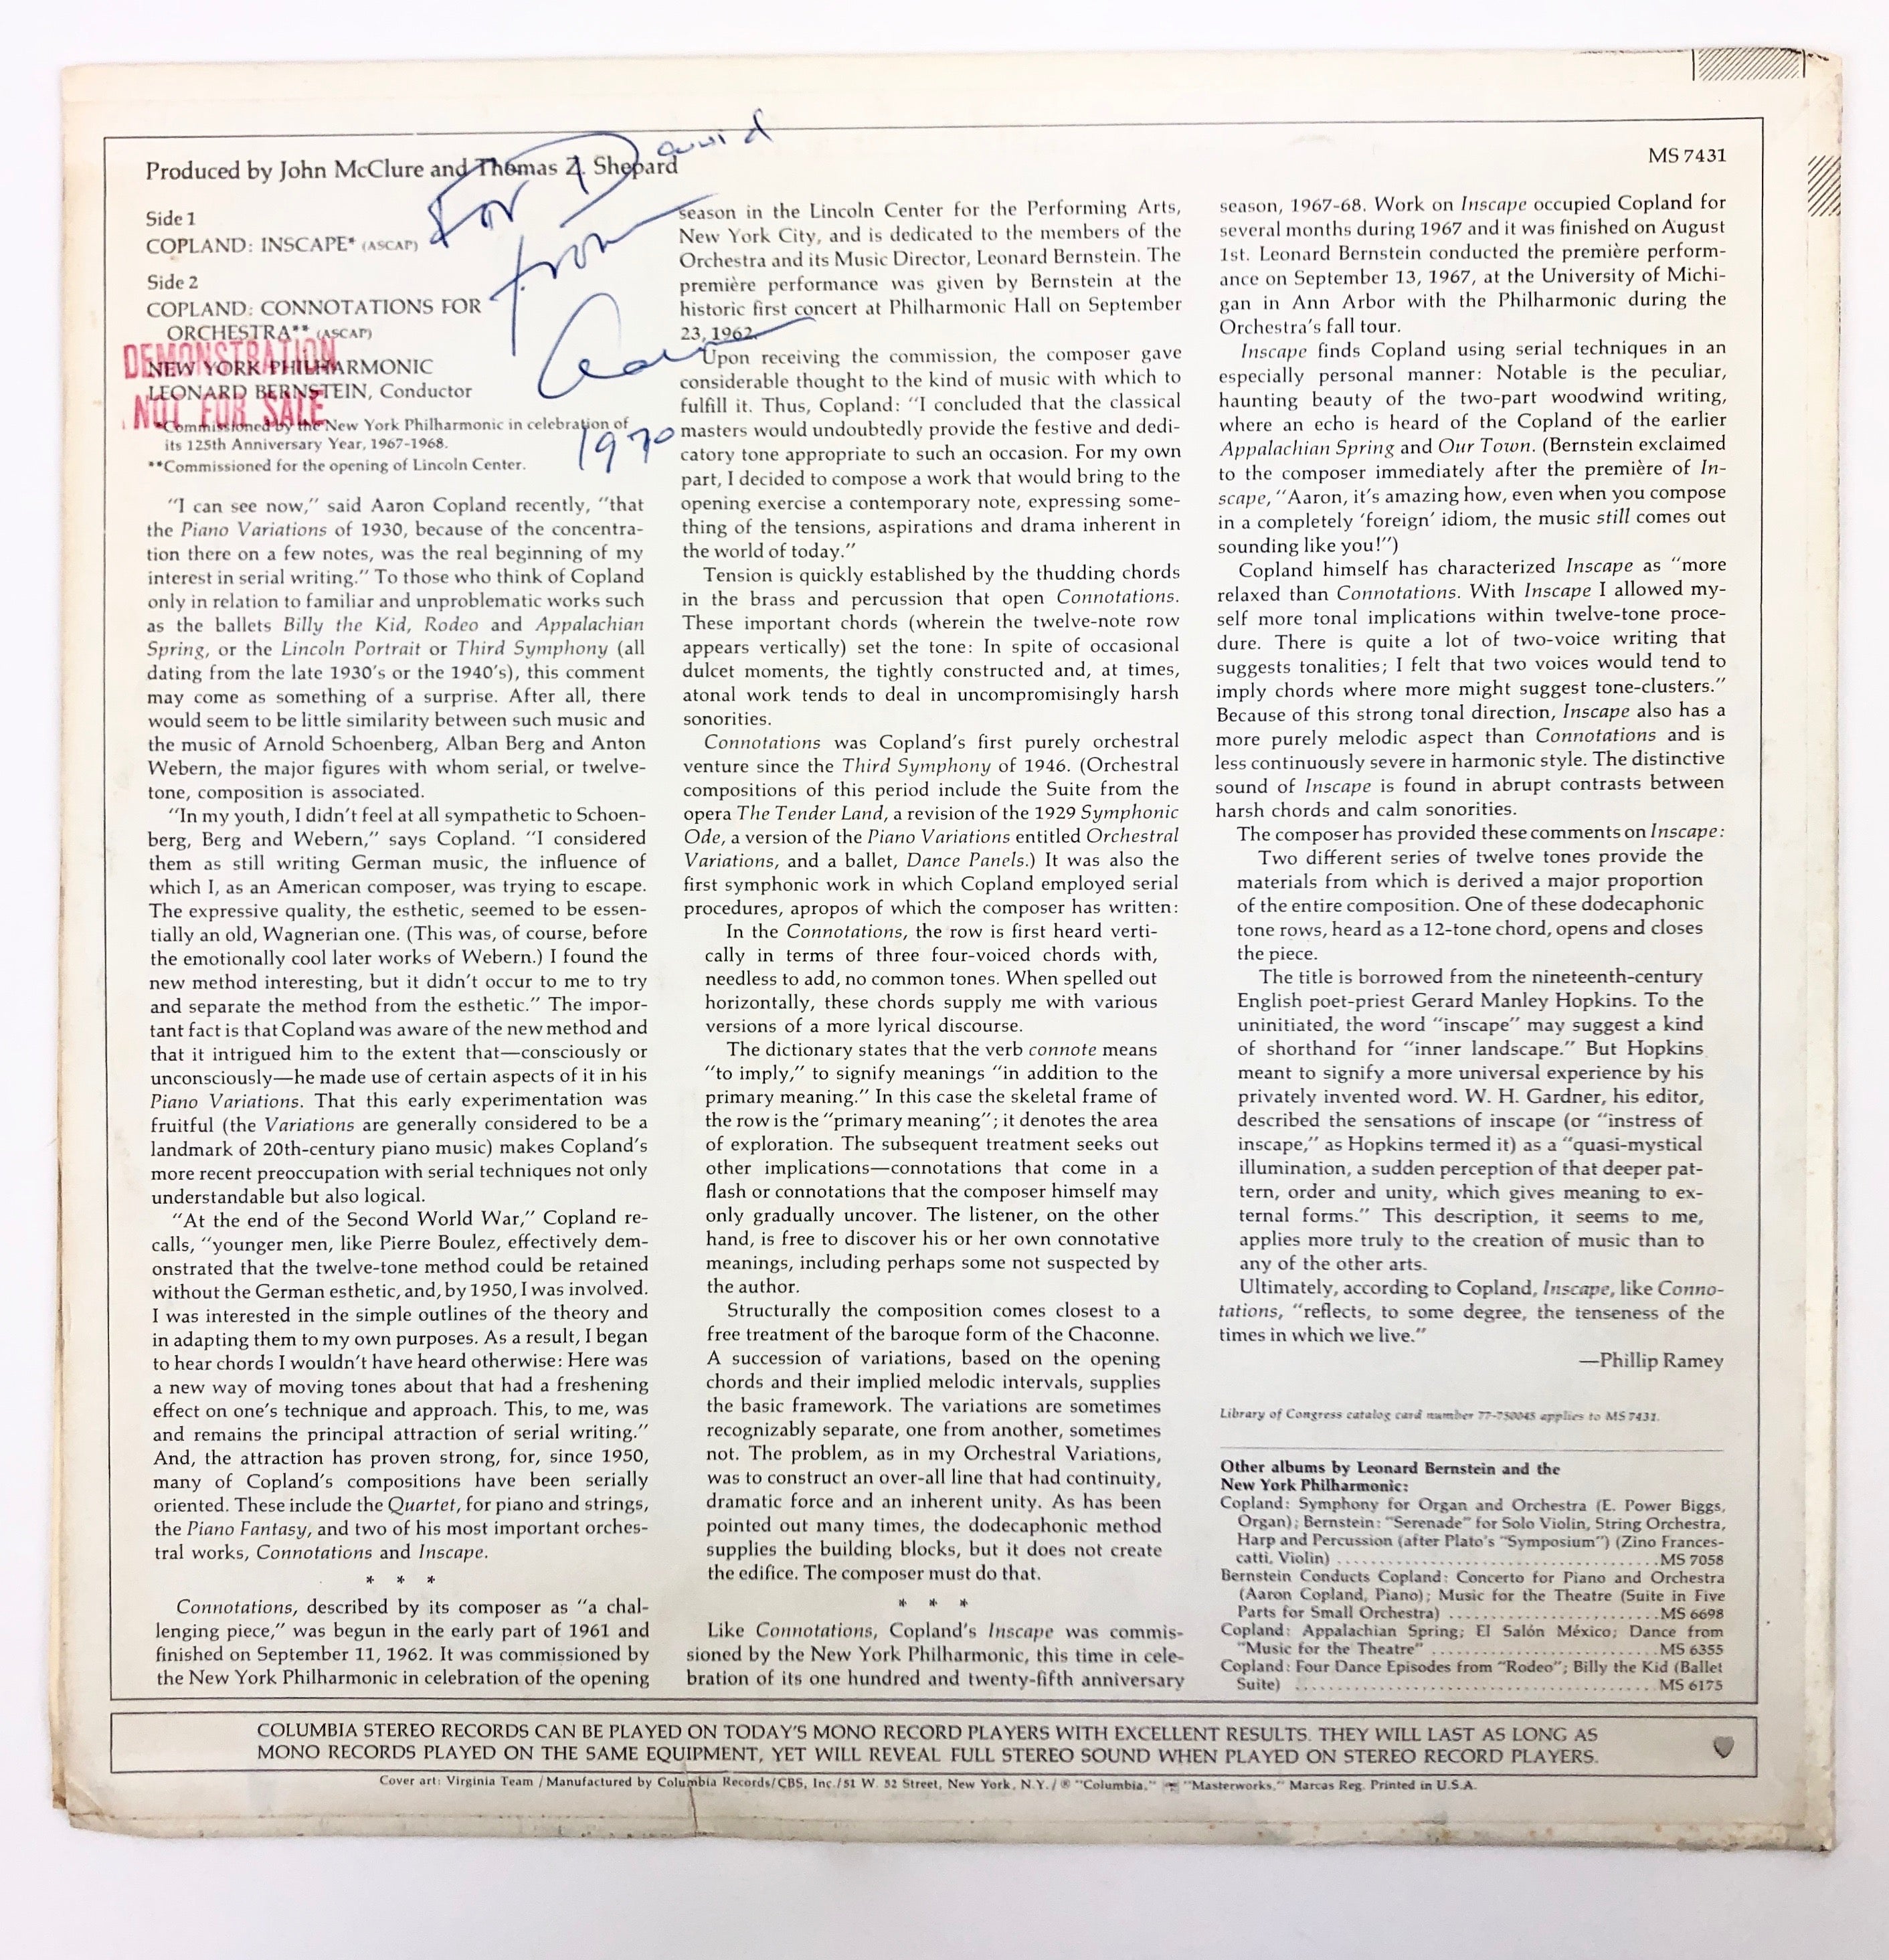 Produced by John McClure and Thomas Z. Shepard
MS 7431
For David
from
Aaron
1970
Side 1
COPLAND: INSCAPE* (ASCAP)
Side 2
COPLAND: CONNOTATIONS FOR
ORCHESTRA** (ASCAP)
DEMONSTRATION
NOT FOR SALE
NEW YORK PHILHARMONIC
LEONARD BERNSTEIN, Conductor
*Commissioned by the New York Philharmonic in celebration of
its 125th Anniversary Year, 1967-1968.
**Commissioned for the opening of Lincoln Center.
"I can see now," said Aaron Copland recently, "that
the Piano Variations of 1930, because of the concentra-
tion there on a few notes, was the real beginning of my
interest in serial writing." To those who think of Copland
only in relation to familiar and unproblematic works such
as the ballets Billy the Kid, Rodeo and Appalachian
Spring, or the Lincoln Portrait or Third Symphony (all
dating from the late 1930's or the 1940's), this comment
may come as something of a surprise. After all, there
would seem to be little similarity between such music and
the music of Arnold Schoenberg, Alban Berg and Anton
Webern, the major figures with whom serial, or twelve-
tone, composition is associated.
"In my youth, I didn't feel at all sympathetic to Schoen-
berg, Berg and Webern," says Copland. "I considered
them as still writing German music, the influence of
which I, as an American composer, was trying to escape.
The expressive quality, the esthetic, seemed to be essen-
tially an old, Wagnerian one. (This was, of course, before
the emotionally cool later works of Webern.) I found the
new method interesting, but it didn't occur to me to try
and separate the method from the esthetic." The impor-
tant fact is that Copland was aware of the new method and
that it intrigued him to the extent that—consciously or
unconsciously—he made use of certain aspects of it in his
Piano Variations. That this early experimentation was
fruitful (the Variations are generally considered to be a
landmark of 20th-century piano music) makes Copland's
more recent preoccupation with serial techniques not only
understandable but also logical.
"At the end of the Second World War," Copland re-
calls, "younger men, like Pierre Boulez, effectively dem-
onstrated that the twelve-tone method could be retained
without the German esthetic, and, by 1950, I was involved.
I was interested in the simple outlines of the theory and
in adapting them to my own purposes. As a result, I began
to hear chords I wouldn't have heard otherwise: Here was
a new way of moving tones about that had a freshening
effect on one's technique and approach. This, to me, was
and remains the principal attraction of serial writing."
And, the attraction has proven strong, for, since 1950,
many of Copland's compositions have been serially
oriented. These include the Quartet, for piano and strings,
the Piano Fantasy, and two of his most important orches-
tral works, Connotations and Inscape.
* * *
Connotations, described by its composer as "a chal-
lenging piece," was begun in the early part of 1961 and
finished on September 11, 1962. It was commissioned by
the New York Philharmonic in celebration of the opening
season in the Lincoln Center for the Performing Arts,
New York City, and is dedicated to the members of the
Orchestra and its Music Director, Leonard Bernstein. The
première performance was given by Bernstein at the
historic first concert at Philharmonic Hall on September
23, 1962.
Upon receiving the commission, the composer gave
considerable thought to the kind of music with which to
fulfill it. Thus, Copland: "I concluded that the classical
masters would undoubtedly provide the festive and dedi-
catory tone appropriate to such an occasion. For my own
part, I decided to compose a work that would bring to the
opening exercise a contemporary note, expressing some-
thing of the tensions, aspirations and drama inherent in
the world of today."
Tension is quickly established by the thudding chords
in the brass and percussion that open Connotations.
These important chords (wherein the twelve-note row
appears vertically) set the tone: In spite of occasional
dulcet moments, the tightly constructed and, at times,
atonal work tends to deal in uncompromisingly harsh
sonorities.
Connotations was Copland's first purely orchestral
venture since the Third Symphony of 1946. (Orchestral
compositions of this period include the Suite from the
opera The Tender Land, a revision of the 1929 Symphonic
Ode, a version of the Piano Variations entitled Orchestral
Variations, and a ballet, Dance Panels.) It was also the
first symphonic work in which Copland employed serial
procedures, apropos of which the composer has written:
In the Connotations, the row is first heard verti-
cally in terms of three four-voiced chords with,
needless to add, no common tones. When spelled out
horizontally, these chords supply me with various
versions of a more lyrical discourse.
The dictionary states that the verb connote means
"to imply," to signify meanings "in addition to the
primary meaning." In this case the skeletal frame of
the row is the "primary meaning"; it denotes the area
of exploration. The subsequent treatment seeks out
other implications—connotations that come in a
flash or connotations that the composer himself may
only gradually uncover. The listener, on the other
hand, is free to discover his or her own connotative
meanings, including perhaps some not suspected by
the author.
Structurally the composition comes closest to a
free treatment of the baroque form of the Chaconne.
A succession of variations, based on the opening
chords and their implied melodic intervals, supplies
the basic framework. The variations are sometimes
recognizably separate, one from another, sometimes
not. The problem, as in my Orchestral Variations,
was to construct an over-all line that had continuity,
dramatic force and an inherent unity. As has been
pointed out many times, the dodecaphonic method
supplies the building blocks, but it does not create
the edifice. The composer must do that.
* * *
Like Connotations, Copland's Inscape was commis-
sioned by the New York Philharmonic, this time in cele-
bration of its one hundred and twenty-fifth anniversary
season, 1967-68. Work on Inscape occupied Copland for
several months during 1967 and it was finished on August
1st. Leonard Bernstein conducted the première perform-
ance on September 13, 1967, at the University of Michi-
gan in Ann Arbor with the Philharmonic during the
Orchestra's fall tour.
Inscape finds Copland using serial techniques in an
especially personal manner: Notable is the peculiar,
haunting beauty of the two-part woodwind writing,
where an echo is heard of the Copland of the earlier
Appalachian Spring and Our Town. (Bernstein exclaimed
to the composer immediately after the première of In-
scape, "Aaron, it's amazing how, even when you compose
in a completely 'foreign' idiom, the music still comes out
sounding like you!")
Copland himself has characterized Inscape as "more
relaxed than Connotations. With Inscape I allowed my-
self more tonal implications within twelve-tone proce-
dure. There is quite a lot of two-voice writing that
suggests tonalities; I felt that two voices would tend to
imply chords where more might suggest tone-clusters."
Because of this strong tonal direction, Inscape also has a
more purely melodic aspect than Connotations and is
less continuously severe in harmonic style. The distinctive
sound of Inscape is found in abrupt contrasts between
harsh chords and calm sonorities.
The composer has provided these comments on Inscape:
Two different series of twelve tones provide the
materials from which is derived a major proportion
of the entire composition. One of these dodecaphonic
tone rows, heard as a 12-tone chord, opens and closes
the piece.
The title is borrowed from the nineteenth-century
English poet-priest Gerard Manley Hopkins. To the
uninitiated, the word "inscape" may suggest a kind
of shorthand for "inner landscape." But Hopkins
meant to signify a more universal experience by his
privately invented word. W. H. Gardner, his editor,
described the sensations of inscape (or "instress of
inscape," as Hopkins termed it) as a "quasi-mystical
illumination, a sudden perception of that deeper pat-
tern, order and unity, which gives meaning to ex-
ternal forms." This description, it seems to me,
applies more truly to the creation of music than to
any of the other arts.
Ultimately, according to Copland, Inscape, like Conno-
tations, "reflects, to some degree, the tenseness of the
times in which we live."
—Phillip Ramey
Library of Congress catalog card number 77-750045 applies to MS 7431.
Other albums by Leonard Bernstein and the
New York Philharmonic:
Copland: Symphony for Organ and Orchestra (E. Power Biggs,
Organ); Bernstein: "Serenade" for Solo Violin, String Orchestra,
Harp and Percussion (after Plato's "Symposium") (Zino Frances-
catti, Violin) ........................................ MS 7058
Bernstein Conducts Copland: Concerto for Piano and Orchestra
(Aaron Copland, Piano); Music for the Theatre (Suite in Five
Parts for Small Orchestra) .......................... MS 6698
Copland: Appalachian Spring; El Salón México; Dance from
"Music for the Theatre" ............................. MS 6355
Copland: Four Dance Episodes from "Rodeo"; Billy the Kid (Ballet
Suite) ............................................. MS 6175
COLUMBIA STEREO RECORDS CAN BE PLAYED ON TODAY'S MONO RECORD PLAYERS WITH EXCELLENT RESULTS. THEY WILL LAST AS LONG AS
MONO RECORDS PLAYED ON THE SAME EQUIPMENT, YET WILL REVEAL FULL STEREO SOUND WHEN PLAYED ON STEREO RECORD PLAYERS.
Cover art: Virginia Team / Manufactured by Columbia Records/CBS, Inc./51 W. 52 Street, New York, N.Y./ ® "Columbia," "Masterworks," Marcas Reg. Printed in U.S.A.